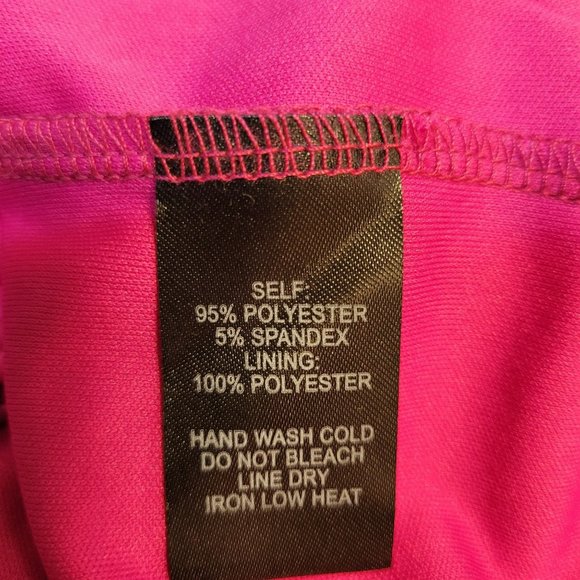 SELF:
95% POLYESTER
5% SPANDEX
LINING:
100% POLYESTER
HAND WASH COLD
DO NOT BLEACH
LINE DRY
IRON LOW HEAT